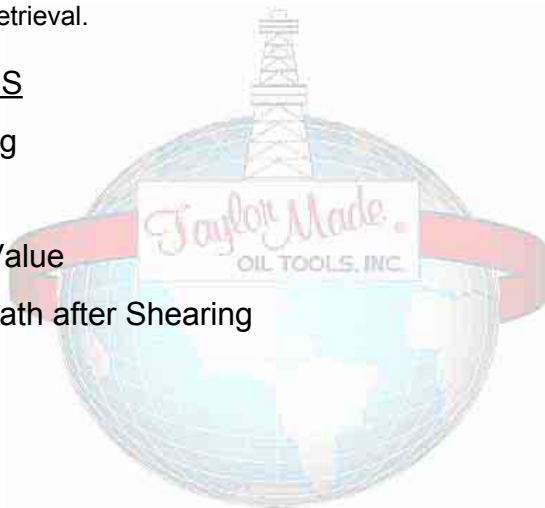 etrieval.
S
g
Taylor Made ®
OIL TOOLS, INC.
Value
ath after Shearing